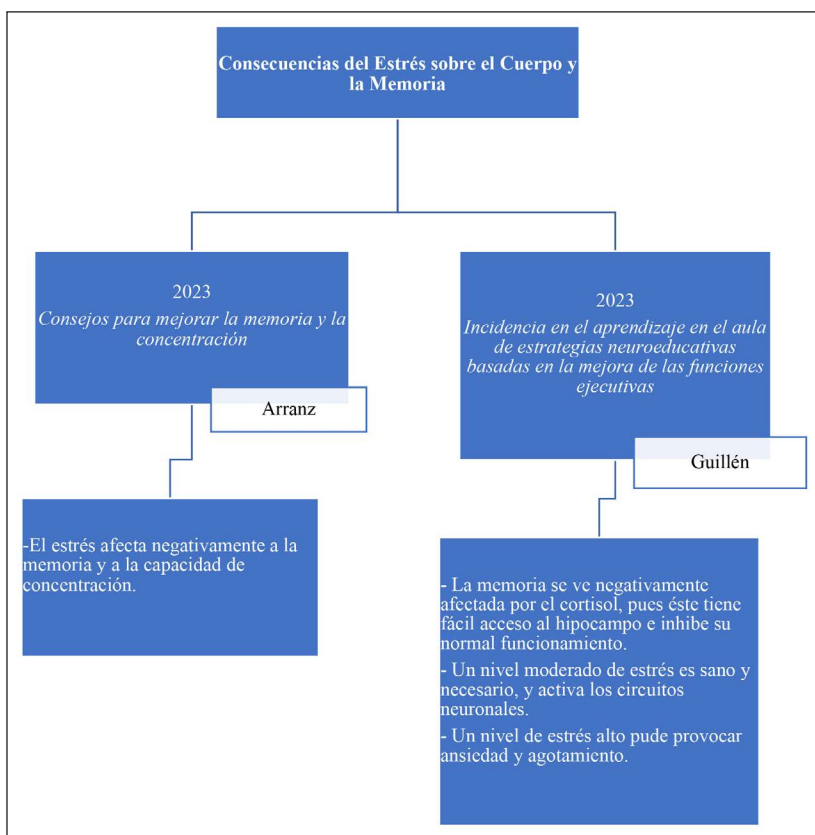 Consecuencias del Estrés sobre el Cuerpo y
la Memoria
2023
Consejos para mejorar la memoria y la
concentración
Arranz
-El estrés afecta negativamente a la
memoria y a la capacidad de
concentración.
2023
Incidencia en el aprendizaje en el aula
de estrategias neuroeducativas
basadas en la mejora de las funciones
ejecutivas
Guillén
- La memoria se ve negativamente
afectada por el cortisol, pues éste tiene
fácil acceso al hipocampo e inhibe su
normal funcionamiento.
- Un nivel moderado de estrés es sano y
necesario, y activa los circuitos
neuronales.
- Un nivel de estrés alto pude provocar
ansiedad y agotamiento.